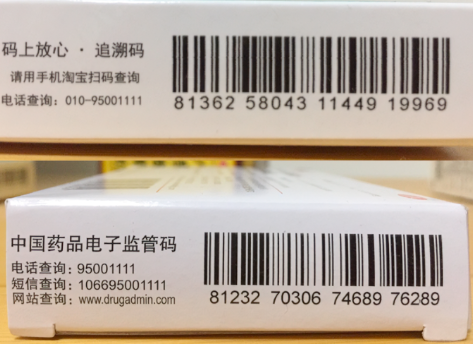 码上放心 · 追溯码
请用手机淘宝扫码查询
电话查询: 010-95001111
81362 58043 11449 19969
中国药品电子监管码
电话查询: 95001111
短信查询: 106695001111
网站查询: www.drugadmin.com
81232 70306 74689 76289